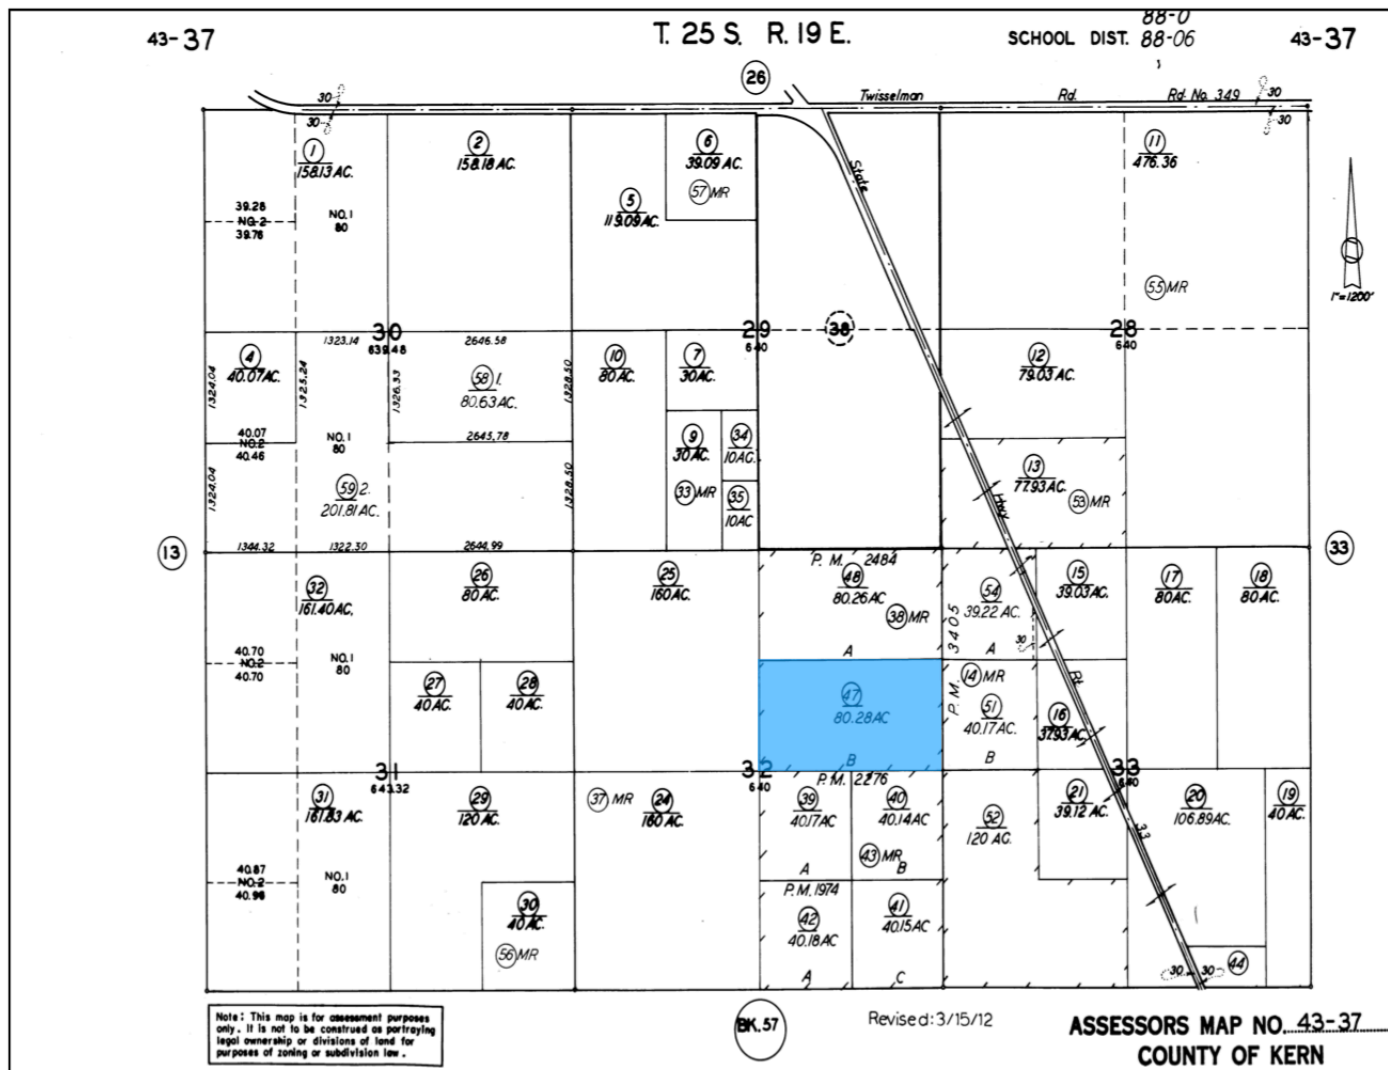 43-37
T. 25 S. R. 19 E.
88-0
SCHOOL DIST. 88-06
43-37
26
Twisselman Rd. Rd. No. 349
30
30
30
30
1
158.13 AC.
2
158.18 AC.
6
39.09 AC.
57 MR
5
119.09 AC.
State
11
476.36
39.28
NO. 2
39.76
NO. 1
80
55 MR
1"=1200'
30
639.48
29
640
38
28
640
1323.14
2646.58
4
40.07 AC.
1324.04
1325.24
1326.33
58 1.
80.63 AC.
1328.50
10
80 AC.
7
30 AC.
12
79.03 AC.
40.07
NO. 2
40.46
NO. 1
80
2645.78
9
30 AC.
34
10 AC.
33 MR
35
10 AC
13
77.93 AC.
53 MR
Hwy
1324.04
59 2.
201.81 AC.
1328.50
13
1344.32
1322.30
2644.99
33
P. M. 2484
32
161.40 AC.
26
80 AC.
25
160 AC.
48
80.26 AC
38 MR
A
54
39.22 AC.
15
39.03 AC.
17
80 AC.
18
80 AC.
P. M. 3405
30
A
40.70
NO. 2
40.70
NO. 1
80
27
40 AC.
28
40 AC.
47
80.28 AC
B
14 MR
51
40.17 AC.
B
Rt.
16
37.93 AC.
31
643.32
32
640
P. M. 2276
33
640
31
161.83 AC.
29
120 AC.
37 MR
24
160 AC.
39
40.17 AC
40
40.14 AC
43 MR
A
B
52
120 AC.
21
39.12 AC.
33
20
106.89 AC.
19
40 AC.
40.87
NO. 2
40.96
NO. 1
80
30
40 AC.
56 MR
P. M. 1974
42
40.18 AC
41
40.15 AC
A
C
30
30
44
Note: This map is for assessment purposes
only. It is not to be construed as portraying
legal ownership or divisions of land for
purposes of zoning or subdivision law.
BK. 57
Revised: 3/15/12
ASSESSORS MAP NO. 43-37
COUNTY OF KERN